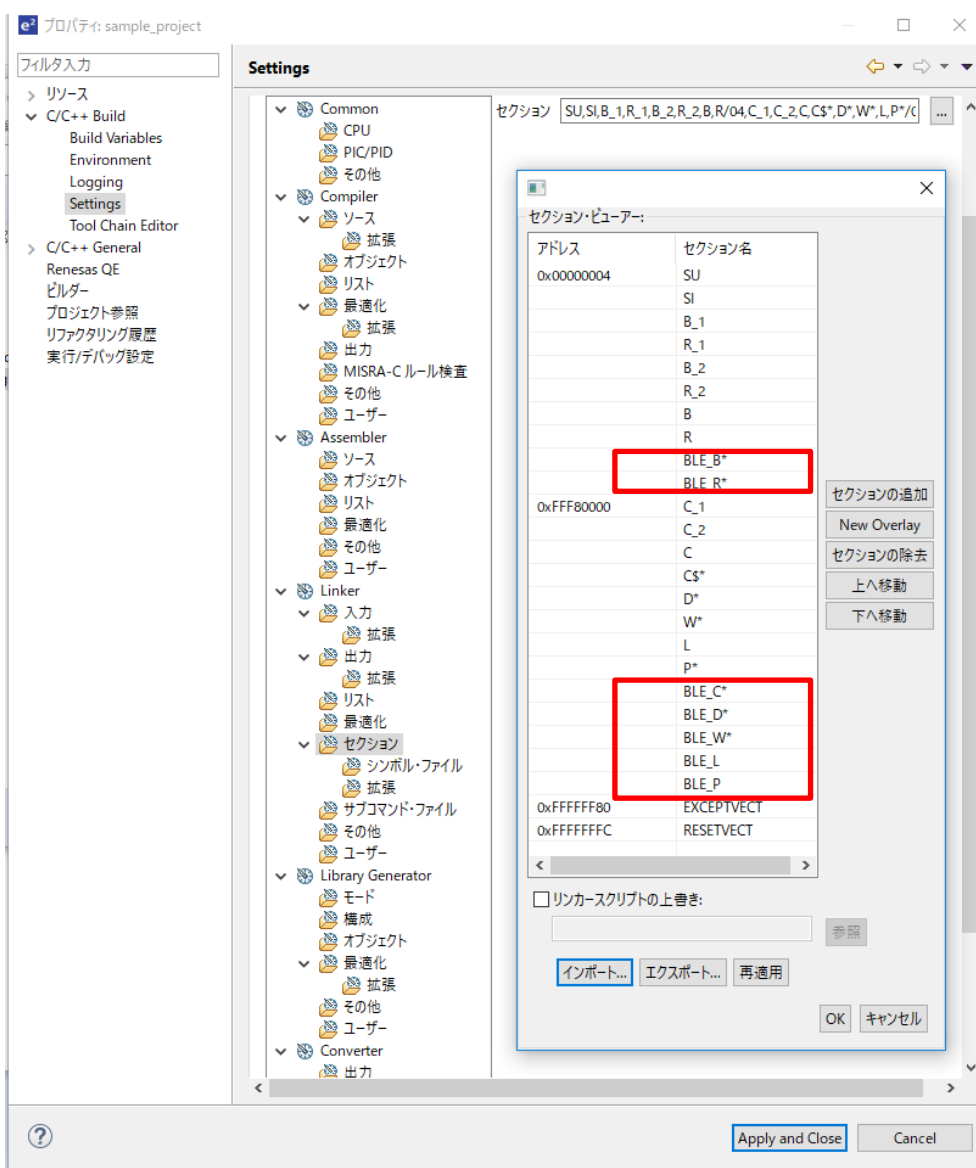 e² プロパティ: sample_project
フィルタ入力
リソース
C/C++ Build
Build Variables
Environment
Logging
Settings
Tool Chain Editor
C/C++ General
Renesas QE
ビルダー
プロジェクト参照
リファクタリング履歴
実行/デバッグ設定
Settings
Common
CPU
PIC/PID
その他
Compiler
ソース
拡張
オブジェクト
リスト
最適化
拡張
出力
MISRA-C ルール検査
その他
ユーザー
Assembler
ソース
オブジェクト
リスト
最適化
その他
ユーザー
Linker
入力
拡張
出力
拡張
リスト
最適化
セクション
シンボル・ファイル
拡張
サブコマンド・ファイル
その他
ユーザー
Library Generator
モード
構成
オブジェクト
最適化
拡張
その他
ユーザー
Converter
出力
セクション SU,SI,B_1,R_1,B_2,R_2,B,R/04,C_1,C_2,C,C$*,D*,W*,L,P*/ ...
セクション・ビューアー:
アドレス セクション名
0x00000004 SU
SI
B_1
R_1
B_2
R_2
B
R
BLE_B*
BLE_R*
0xFFF80000 C_1
C_2
C
C$*
D*
W*
L
P*
BLE_C*
BLE_D*
BLE_W*
BLE_L
BLE_P
0xFFFFFF80 EXCEPTVECT
0xFFFFFFFC RESETVECT
セクションの追加
New Overlay
セクションの除去
上へ移動
下へ移動
リンカースクリプトの上書き:
参照
インポート... エクスポート... 再適用
OK キャンセル
Apply and Close Cancel